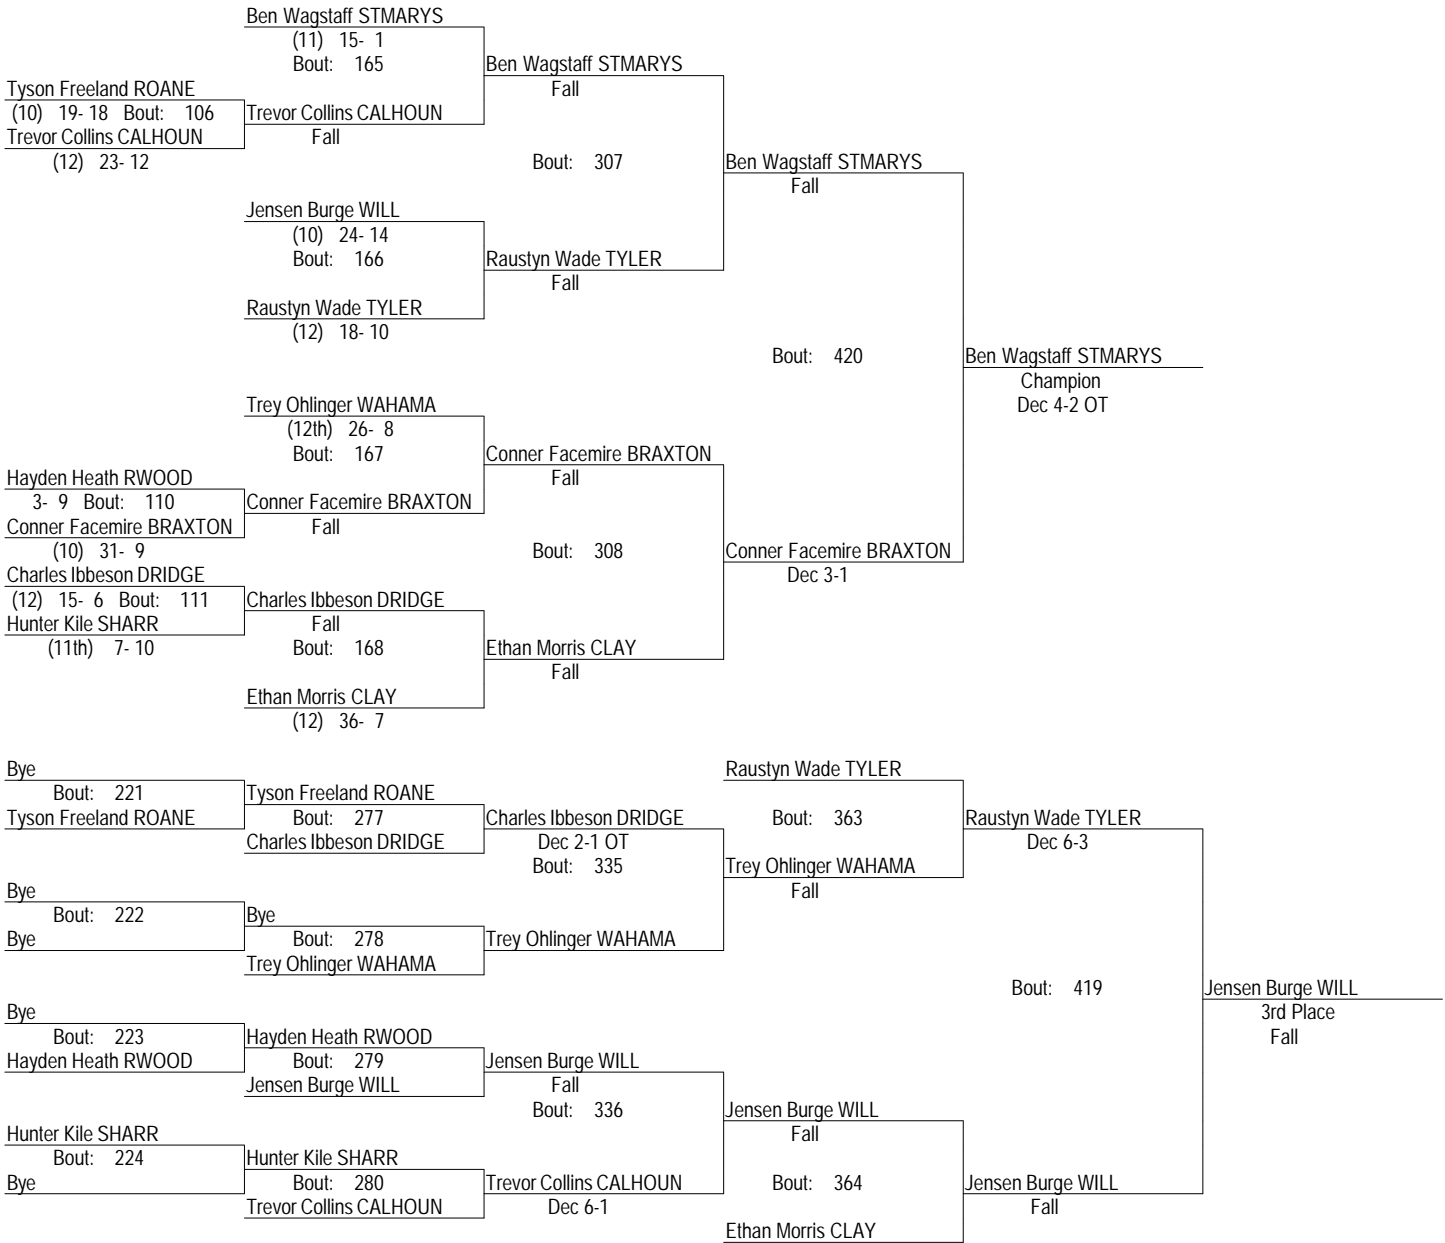 Ben Wagstaff STMARYS
(11) 15- 1
Bout: 165
Ben Wagstaff STMARYS
Fall
Tyson Freeland ROANE
(10) 19- 18 Bout: 106
Trevor Collins CALHOUN
Trevor Collins CALHOUN
Fall
(12) 23- 12
Bout: 307
Ben Wagstaff STMARYS
Fall
Jensen Burge WILL
(10) 24- 14
Bout: 166
Raustyn Wade TYLER
Fall
Raustyn Wade TYLER
(12) 18- 10
Bout: 420
Ben Wagstaff STMARYS
Champion
Dec 4-2 OT
Trey Ohlinger WAHAMA
(12th) 26- 8
Bout: 167
Conner Facemire BRAXTON
Fall
Hayden Heath RWOOD
3- 9 Bout: 110
Conner Facemire BRAXTON
Conner Facemire BRAXTON
Fall
(10) 31- 9
Bout: 308
Conner Facemire BRAXTON
Dec 3-1
Charles Ibbeson DRIDGE
(12) 15- 6 Bout: 111
Charles Ibbeson DRIDGE
Hunter Kile SHARR
Fall
(11th) 7- 10
Bout: 168
Ethan Morris CLAY
Fall
Ethan Morris CLAY
(12) 36- 7
Bye
Bout: 221
Tyson Freeland ROANE
Tyson Freeland ROANE
Bout: 277
Charles Ibbeson DRIDGE
Charles Ibbeson DRIDGE
Dec 2-1 OT
Bout: 335
Raustyn Wade TYLER
Bout: 363
Raustyn Wade TYLER
Dec 6-3
Trey Ohlinger WAHAMA
Fall
Bye
Bout: 222
Bye
Bye
Bout: 278
Trey Ohlinger WAHAMA
Trey Ohlinger WAHAMA
Bout: 419
Jensen Burge WILL
3rd Place
Fall
Bye
Bout: 223
Hayden Heath RWOOD
Hayden Heath RWOOD
Bout: 279
Jensen Burge WILL
Jensen Burge WILL
Fall
Bout: 336
Jensen Burge WILL
Fall
Hunter Kile SHARR
Bout: 224
Bye
Hunter Kile SHARR
Bout: 280
Trevor Collins CALHOUN
Trevor Collins CALHOUN
Dec 6-1
Bout: 364
Jensen Burge WILL
Fall
Ethan Morris CLAY